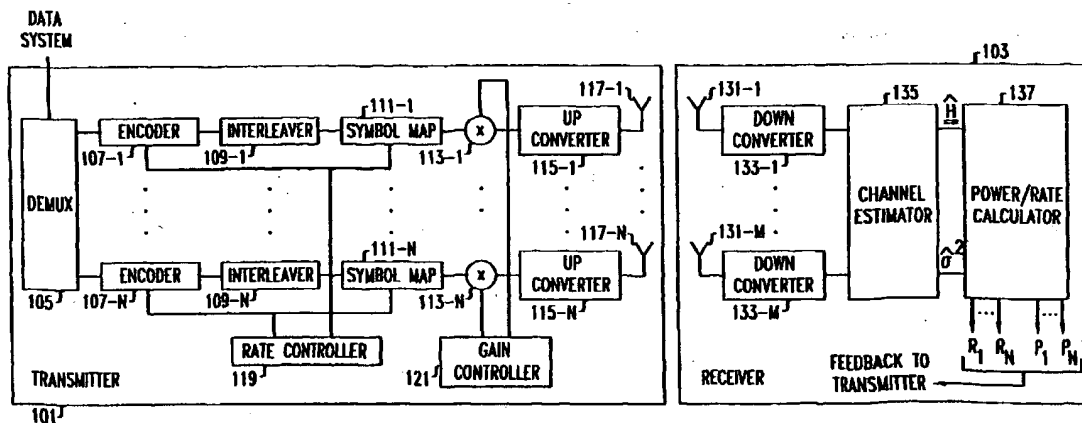 DATA
SYSTEM
103
117-1
131-1
135
Ĥ
137
111-1
ENCODER
INTERLEAVER
SYMBOL MAP
X
UP
CONVERTER
DOWN
CONVERTER
107-1
109-1
113-1
115-1
133-1
DEMUX
CHANNEL
ESTIMATOR
POWER/RATE
CALCULATOR
111-N
117-N
131-M
σ̂²
ENCODER
INTERLEAVER
SYMBOL MAP
X
UP
CONVERTER
DOWN
CONVERTER
105
107-N
109-N
113-N
115-N
133-M
RATE CONTROLLER
119
GAIN
CONTROLLER
121
R1 ... RN P1 ... PN
FEEDBACK TO
TRANSMITTER
TRANSMITTER
RECEIVER
101